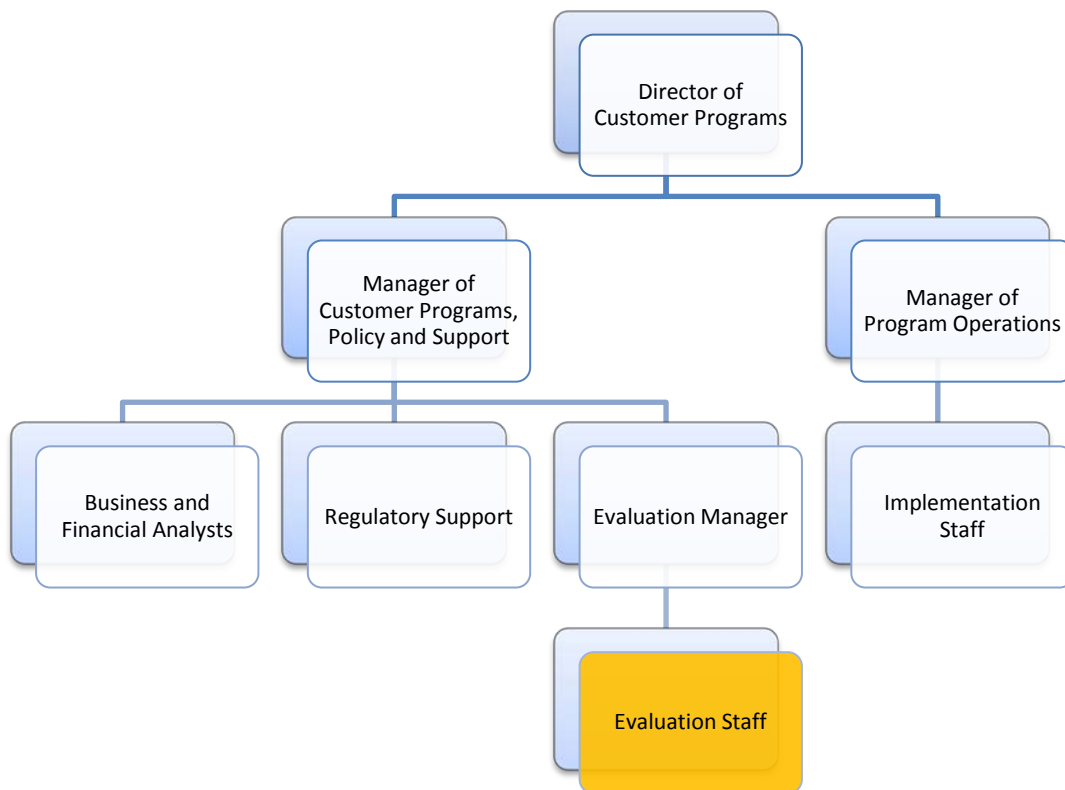 Director of
Customer Programs
Manager of
Customer Programs,
Policy and Support
Manager of
Program Operations
Business and
Financial Analysts
Regulatory Support
Evaluation Manager
Implementation
Staff
Evaluation Staff